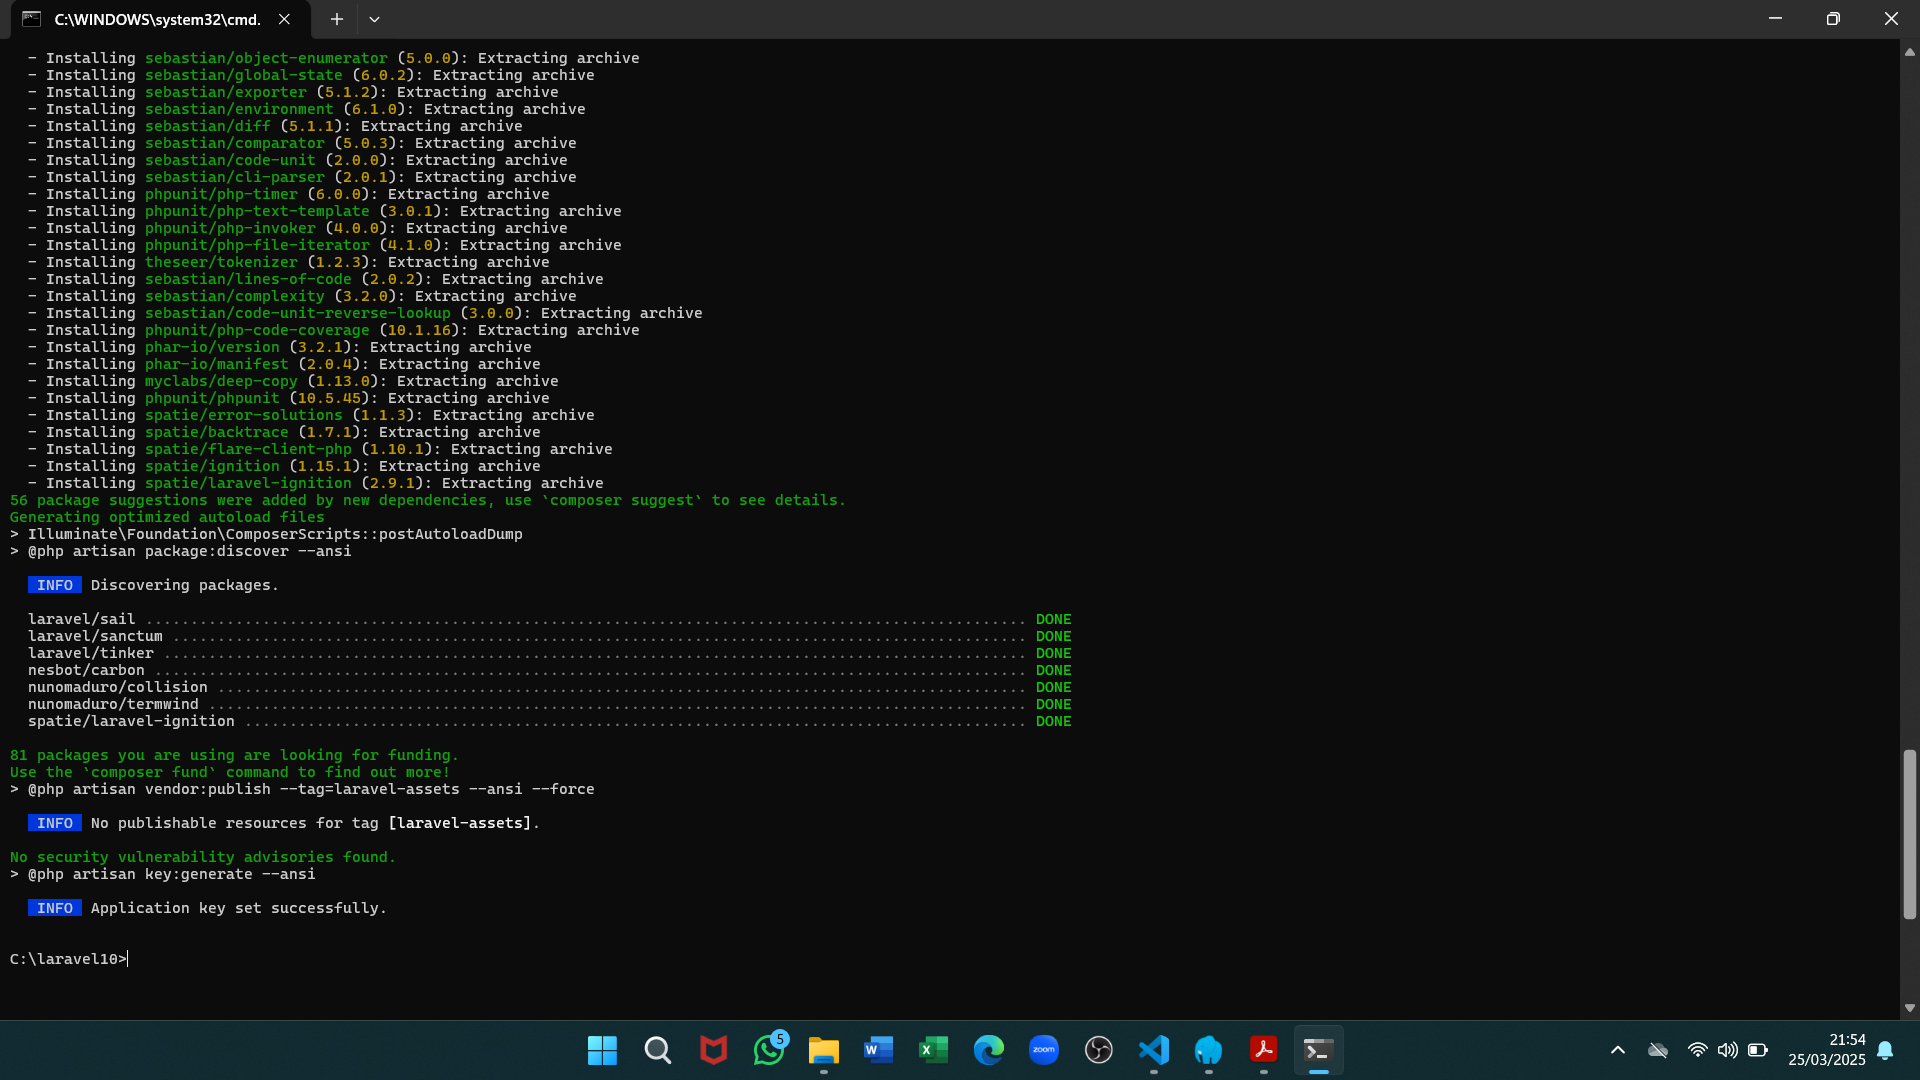 C:\WINDOWS\system32\cmd.
- Installing sebastian/object-enumerator (5.0.0): Extracting archive
- Installing sebastian/global-state (6.0.2): Extracting archive
- Installing sebastian/exporter (5.1.2): Extracting archive
- Installing sebastian/environment (6.1.0): Extracting archive
- Installing sebastian/diff (5.1.1): Extracting archive
- Installing sebastian/comparator (5.0.3): Extracting archive
- Installing sebastian/code-unit (2.0.0): Extracting archive
- Installing sebastian/cli-parser (2.0.1): Extracting archive
- Installing phpunit/php-timer (6.0.0): Extracting archive
- Installing phpunit/php-text-template (3.0.1): Extracting archive
- Installing phpunit/php-invoker (4.0.0): Extracting archive
- Installing phpunit/php-file-iterator (4.1.0): Extracting archive
- Installing theseer/tokenizer (1.2.3): Extracting archive
- Installing sebastian/lines-of-code (2.0.2): Extracting archive
- Installing sebastian/complexity (3.2.0): Extracting archive
- Installing sebastian/code-unit-reverse-lookup (3.0.0): Extracting archive
- Installing phpunit/php-code-coverage (10.1.16): Extracting archive
- Installing phar-io/version (3.2.1): Extracting archive
- Installing phar-io/manifest (2.0.4): Extracting archive
- Installing myclabs/deep-copy (1.13.0): Extracting archive
- Installing phpunit/phpunit (10.5.45): Extracting archive
- Installing spatie/error-solutions (1.1.3): Extracting archive
- Installing spatie/backtrace (1.7.1): Extracting archive
- Installing spatie/flare-client-php (1.10.1): Extracting archive
- Installing spatie/ignition (1.15.1): Extracting archive
- Installing spatie/laravel-ignition (2.9.1): Extracting archive
56 package suggestions were added by new dependencies, use `composer suggest` to see details.
Generating optimized autoload files
> Illuminate\Foundation\ComposerScripts::postAutoloadDump
> @php artisan package:discover --ansi
INFO Discovering packages.
laravel/sail .................................................................................................. DONE
laravel/sanctum ............................................................................................... DONE
laravel/tinker ................................................................................................ DONE
nesbot/carbon ................................................................................................. DONE
nunomaduro/collision .......................................................................................... DONE
nunomaduro/termwind ........................................................................................... DONE
spatie/laravel-ignition ....................................................................................... DONE
81 packages you are using are looking for funding.
Use the `composer fund` command to find out more!
> @php artisan vendor:publish --tag=laravel-assets --ansi --force
INFO No publishable resources for tag [laravel-assets].
No security vulnerability advisories found.
> @php artisan key:generate --ansi
INFO Application key set successfully.
C:\laravel10>
5
zoom
21:54
25/03/2025